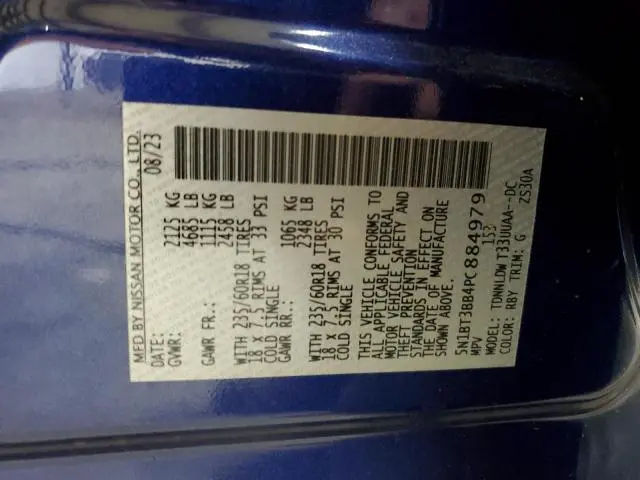 MFD BY NISSAN MOTOR CO., LTD.
DATE: 08/23
GVWR: 2125 KG
4685 LB
GAWR FR.: 1115 KG
2458 LB
WITH 235/60R18 TIRES
18 X 7.5 RIMS AT 33 PSI
COLD SINGLE
GAWR RR.: 1065 KG
2348 LB
WITH 235/60R18 TIRES
18 X 7.5 RIMS AT 30 PSI
COLD SINGLE
THIS VEHICLE CONFORMS TO
ALL APPLICABLE FEDERAL
MOTOR VEHICLE SAFETY AND
THEFT PREVENTION
STANDARDS IN EFFECT ON
THE DATE OF MANUFACTURE
SHOWN ABOVE.
5N1BT3BB4PC884979
MPV 153
MODEL: TDNNLDW T33UUAA--DC
COLOR: RBY TRIM: G ZS30A